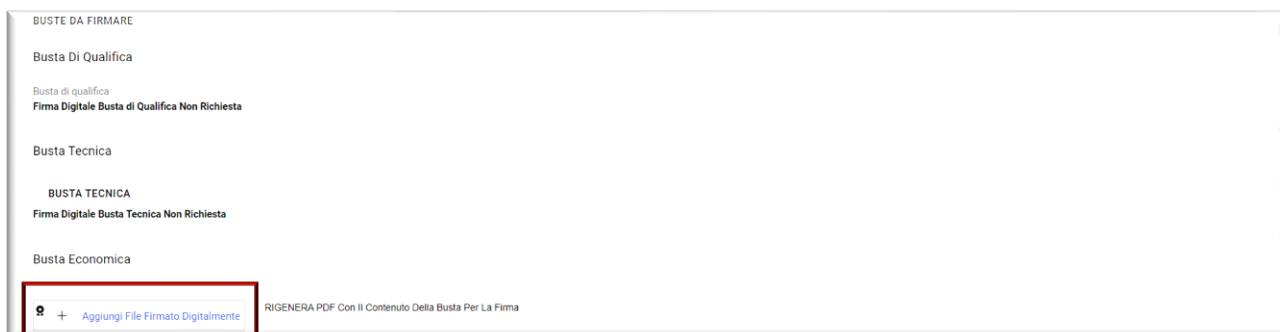 BUSTE DA FIRMARE
Busta Di Qualifica
Busta di qualifica
Firma Digitale Busta di Qualifica Non Richiesta
Busta Tecnica
BUSTA TECNICA
Firma Digitale Busta Tecnica Non Richiesta
Busta Economica
+ Aggiungi File Firmato Digitalmente RIGENERA PDF Con Il Contenuto Della Busta Per La Firma